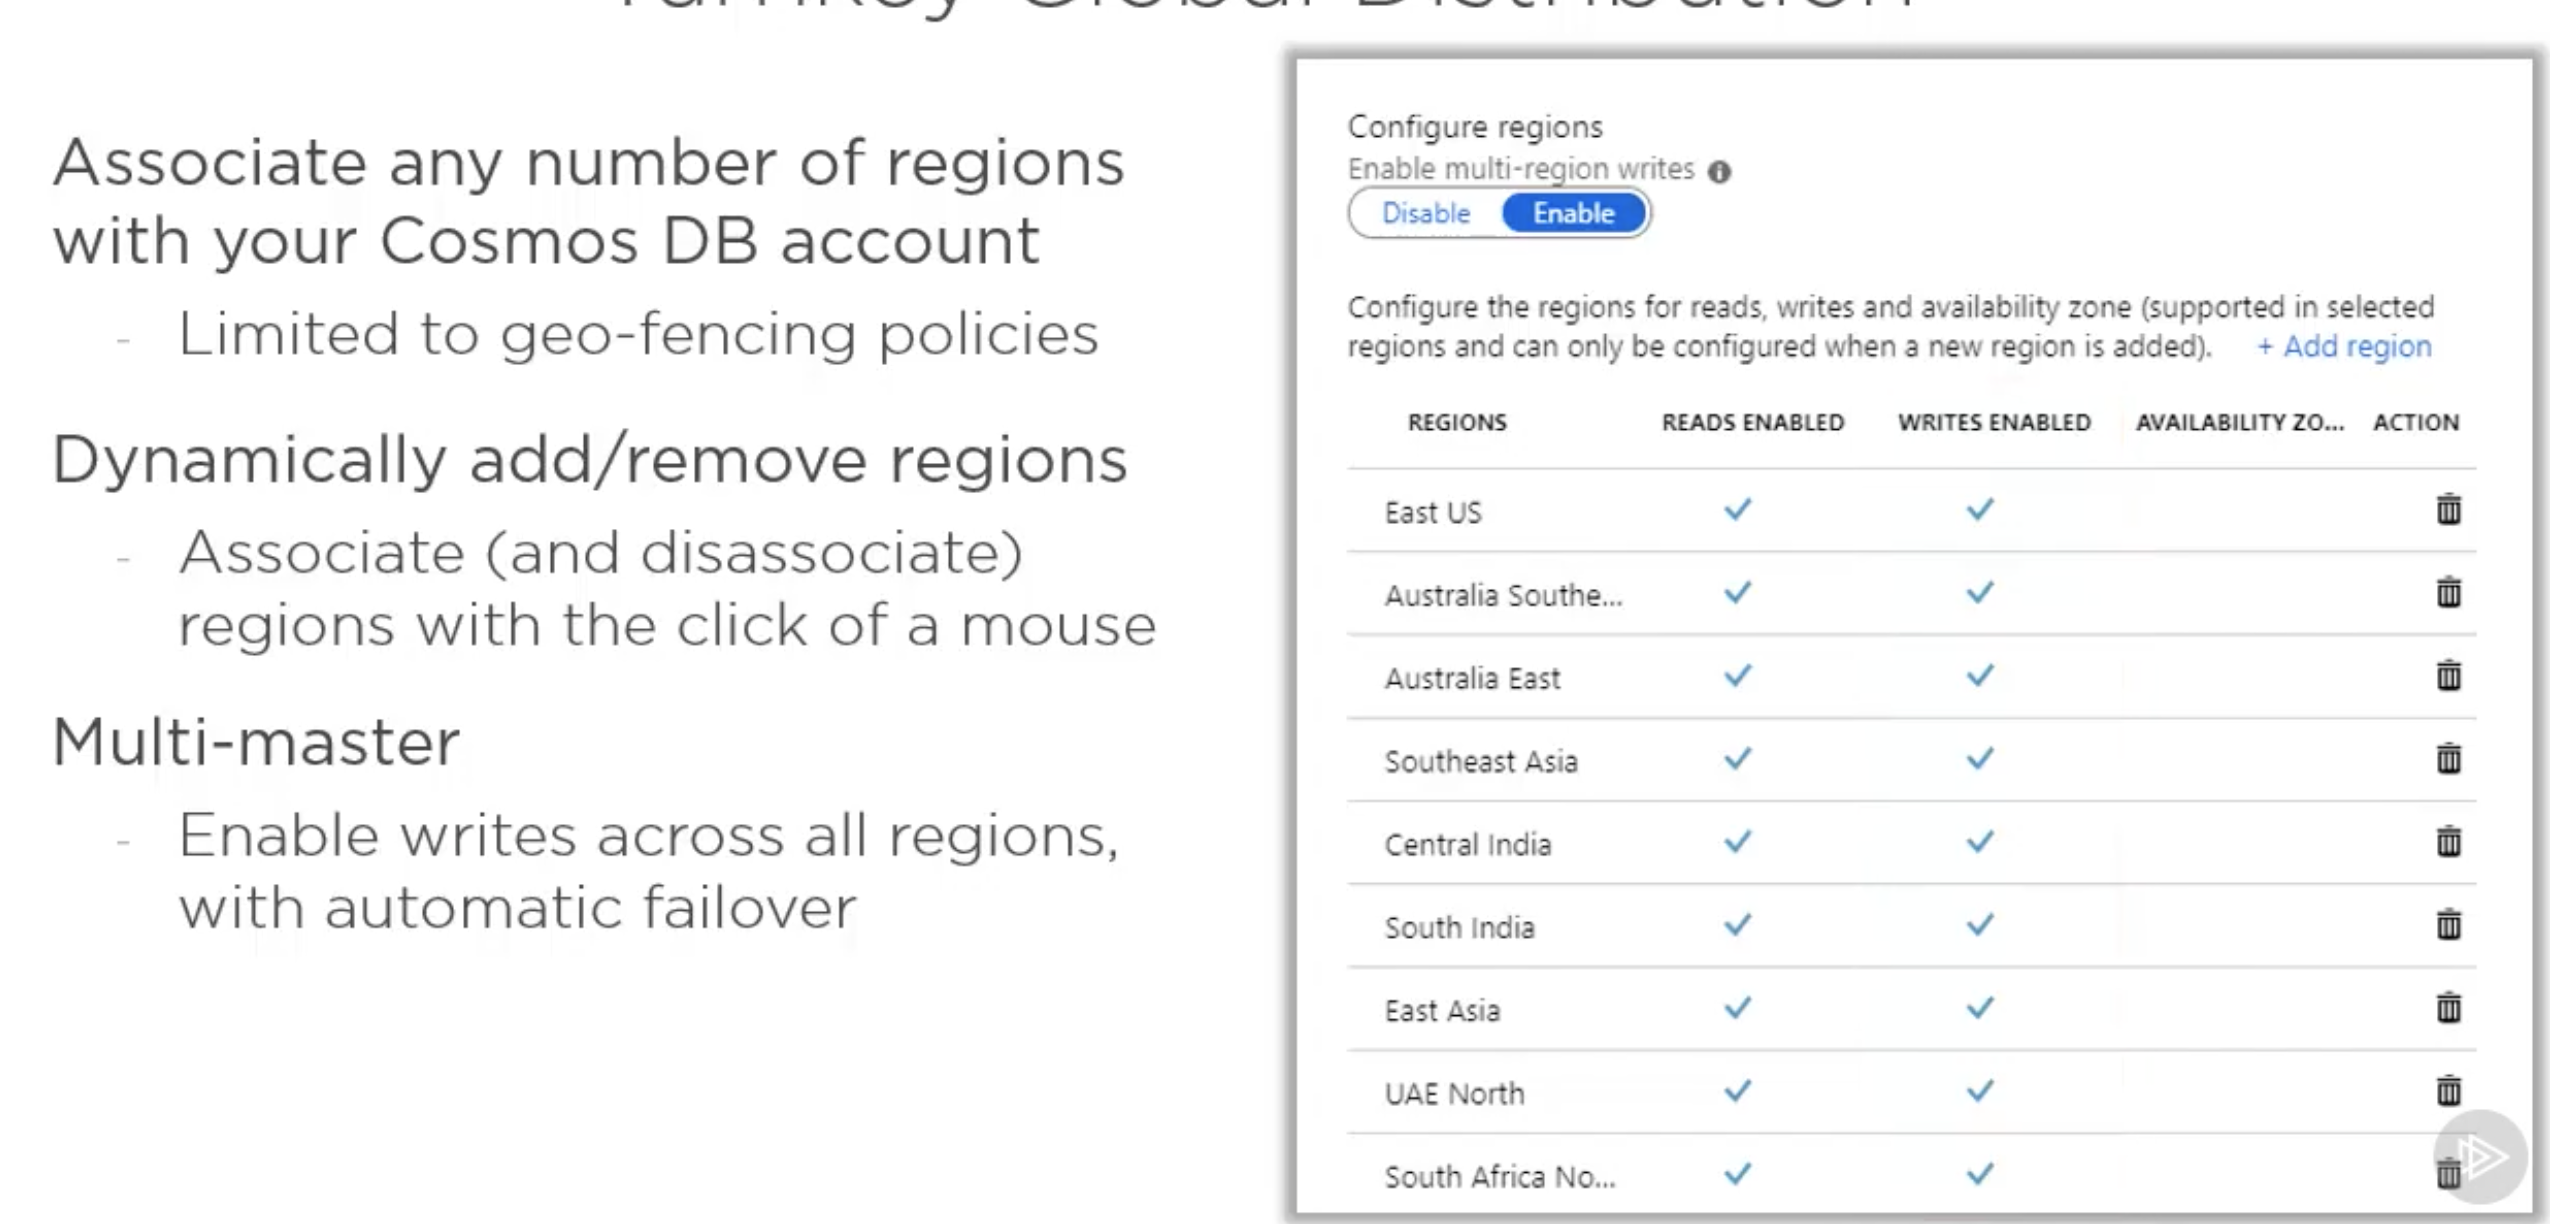 Turnkey Global Distribution
Associate any number of regions
with your Cosmos DB account
- Limited to geo-fencing policies
Dynamically add/remove regions
- Associate (and disassociate)
regions with the click of a mouse
Multi-master
- Enable writes across all regions,
with automatic failover
Configure regions
Enable multi-region writes
Disable Enable
Configure the regions for reads, writes and availability zone (supported in selected
regions and can only be configured when a new region is added). + Add region
REGIONS READS ENABLED WRITES ENABLED AVAILABILITY ZO... ACTION
East US
Australia Southe...
Australia East
Southeast Asia
Central India
South India
East Asia
UAE North
South Africa No...